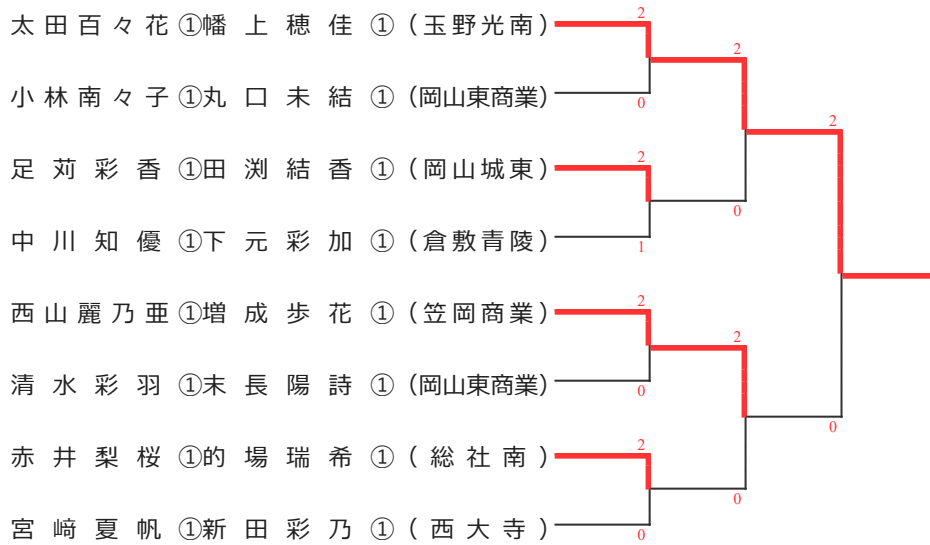 太田百々花 ①幡上穂佳 ① (玉野光南) 2
2
小林南々子 ①丸口未結 ① (岡山東商業) 0
2
足苅彩香 ①田渕結香 ① (岡山城東) 2
0
中川知優 ①下元彩加 ① (倉敷青陵) 1
西山麗乃亜 ①増成歩花 ① (笠岡商業) 2
2
清水彩羽 ①末長陽詩 ① (岡山東商業) 0
0
赤井梨桜 ①的場瑞希 ① (総社南) 2
0
宮﨑夏帆 ①新田彩乃 ① (西大寺) 0